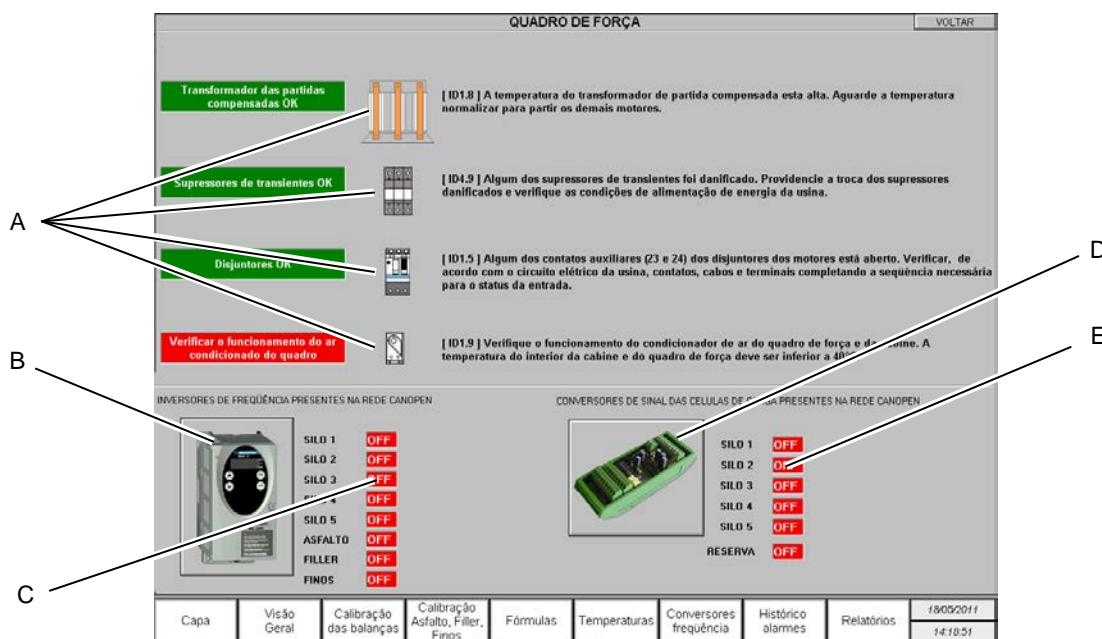 QUADRO DE FORÇA
VOLTAR
Transformador das partidas
compensadas OK
[ ID1.8 ] A temperatura do transformador de partida compensada esta alta. Aguarde a temperatura
normalizar para partir os demais motores.
Supressores de transientes OK
[ ID4.9 ] Algum dos supressores de transientes foi danificado. Providencie a troca dos supressores
danificados e verifique as condições de alimentação de energia da usina.
A
Disjuntores OK
[ ID1.5 ] Algum dos contatos auxiliares (23 e 24) dos disjuntores dos motores está aberto. Verificar, de
acordo com o circuito elétrico da usina, contatos, cabos e terminais completando a seqüência necessária
para o status da entrada.
D
Verificar o funcionamento do ar
condicionado do quadro
[ ID1.9 ] Verifique o funcionamento do condicionador de ar do quadro de força e da cabine. A
temperatura do interior da cabine e do quadro de força deve ser inferior a
E
B
INVERSORES DE FREQÜÊNCIA PRESENTES NA REDE CANOPEN
CONVERSORES DE SINAL DAS CELULAS DE CARGA PRESENTES NA REDE CANOPEN
SILO 1 OFF
SILO 2 OFF
SILO 3 OFF
SILO 4 OFF
SILO 5 OFF
ASFALTO OFF
FILLER OFF
FINOS OFF
SILO 1 OFF
SILO 2 OFF
SILO 3 OFF
SILO 4 OFF
SILO 5 OFF
RESERVA OFF
C
Capa
Visão
Geral
Calibração
das balanças
Calibração
Asfalto, Filler,
Finos
Fórmulas
Temperaturas
Conversores
freqüência
Histórico
alarmes
Relatórios
18/05/2011
14:18:51